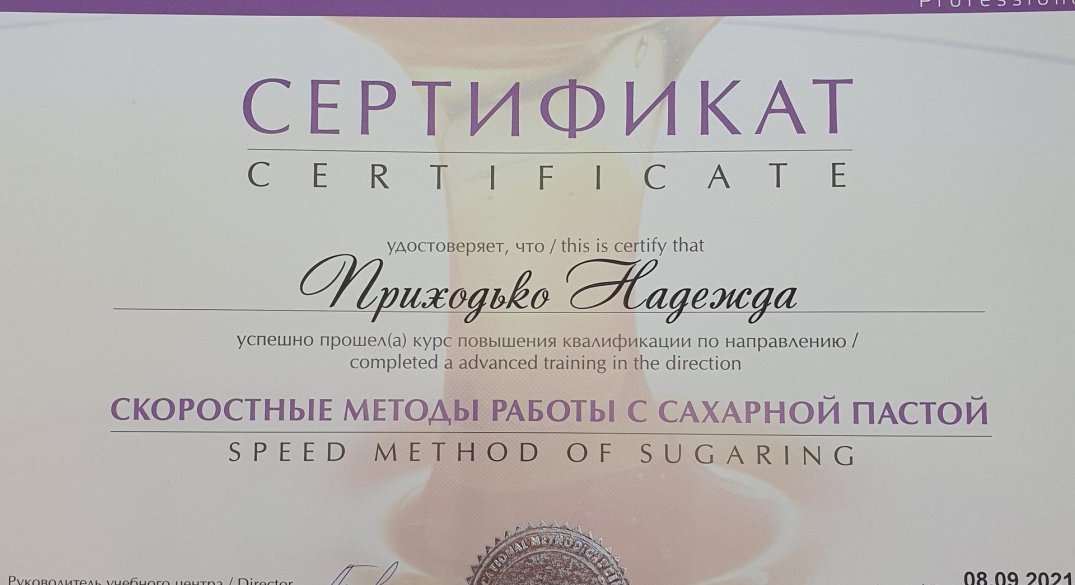 СЕРТИФИКАТ
CERTIFICATE
удостоверяет, что / this is certify that
Приходько Надежда
успешно прошел(а) курс повышения квалификации по направлению /
completed a advanced training in the direction
СКОРОСТНЫЕ МЕТОДЫ РАБОТЫ С САХАРНОЙ ПАСТОЙ
SPEED METHOD OF SUGARING
Руководитель учебного центра / Director
08.09.2021